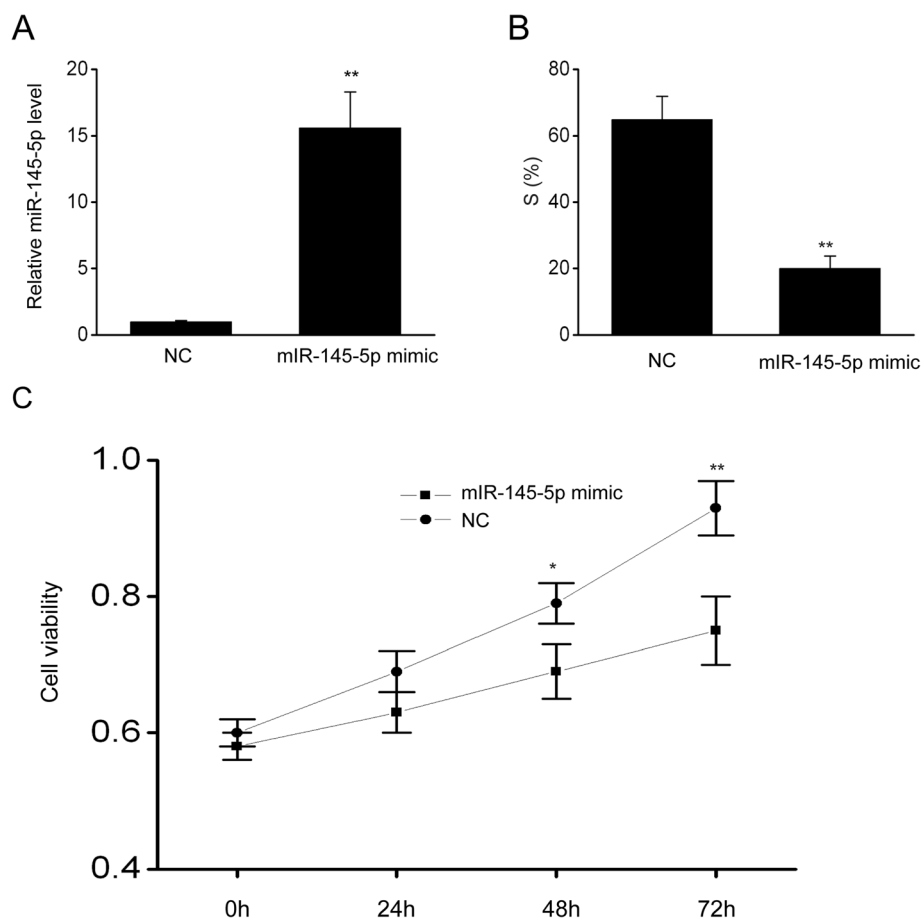 A
Relative miR-145-5p level
20
15
10
5
0
**
NC
mIR-145-5p mimic
B
S (%)
80
60
40
20
0
**
NC
mIR-145-5p mimic
C
Cell viability
1.0
0.8
0.6
0.4
mIR-145-5p mimic
NC
*
**
0h
24h
48h
72h